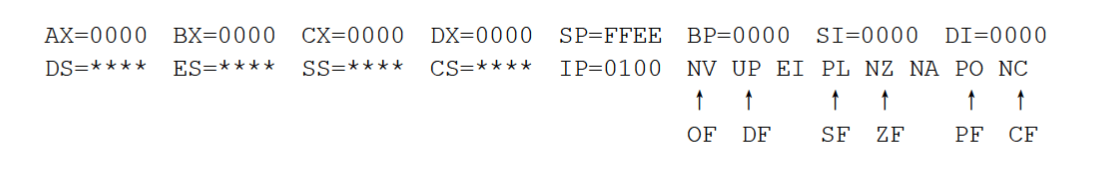 AX=0000 BX=0000 CX=0000 DX=0000 SP=FFEE BP=0000 SI=0000 DI=0000
DS=**** ES=**** SS=**** CS=**** IP=0100 NV UP EI PL NZ NA PO NC
↑ ↑ ↑ ↑ ↑ ↑
OF DF SF ZF PF CF